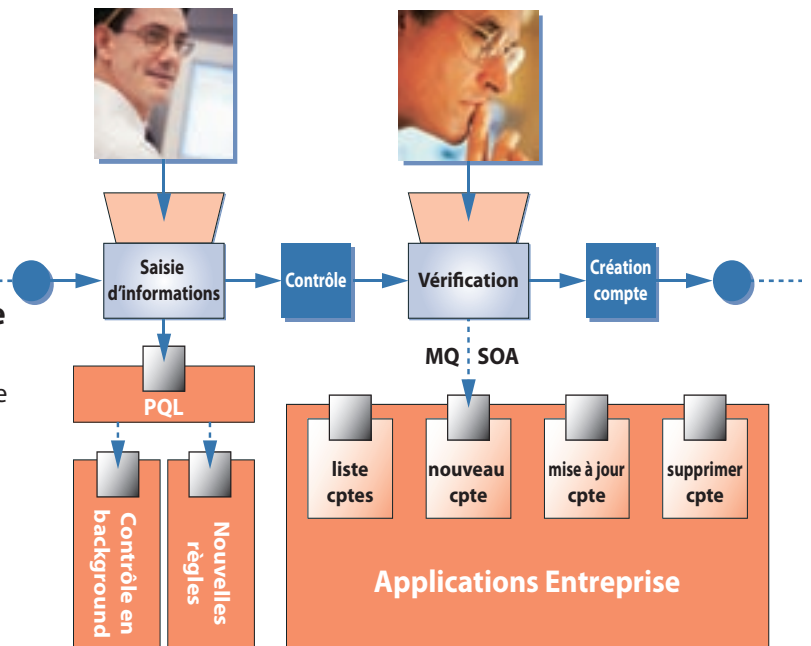 Saisie
d'informations
Contrôle
Vérification
Création
compte
e
e
MQ
SOA
PQL
Contrôle en
background
Nouvelles
règles
liste
cptes
nouveau
cpte
mise à jour
cpte
supprimer
cpte
Applications Entreprise